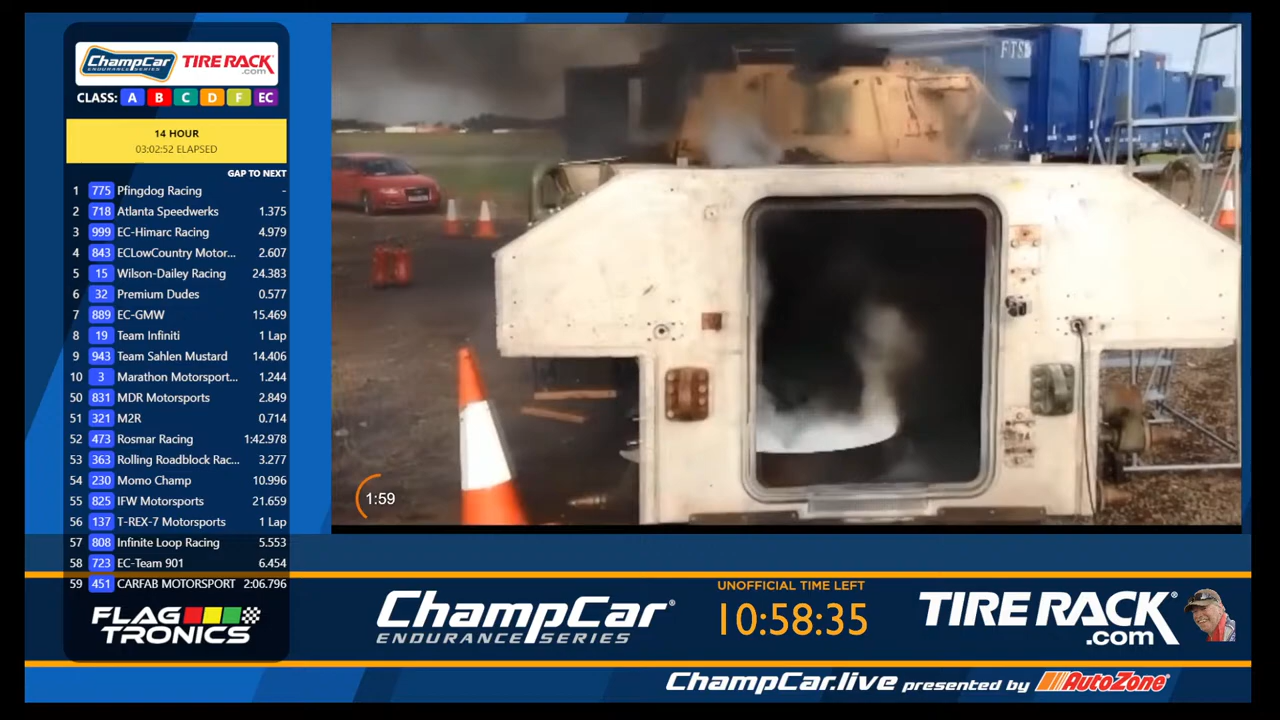 ChampCar
ENDURANCE SERIES
TIRE RACK
.com
CLASS: A B C D F EC
14 HOUR
03:02:52 ELAPSED
GAP TO NEXT
1 775 Pfingdog Racing -
2 718 Atlanta Speedwerks 1.375
3 999 EC-Himarc Racing 4.979
4 843 ECLowCountry Motor... 2.607
5 15 Wilson-Dailey Racing 24.383
6 32 Premium Dudes 0.577
7 889 EC-GMW 15.469
8 19 Team Infiniti 1 Lap
9 943 Team Sahlen Mustard 14.406
10 3 Marathon Motorsport... 1.244
50 831 MDR Motorsports 2.849
51 321 M2R 0.714
52 473 Rosmar Racing 1:42.978
53 363 Rolling Roadblock Rac... 3.277
54 230 Momo Champ 10.996
55 825 IFW Motorsports 21.659
56 137 T-REX-7 Motorsports 1 Lap
57 808 Infinite Loop Racing 5.553
58 723 EC-Team 901 6.454
59 451 CARFAB MOTORSPORT 2:06.796
FLAG
TRONICS
FTS
1:59
ChampCar®
ENDURANCE SERIES
UNOFFICIAL TIME LEFT
10:58:35
TIRE RACK®
.com
ChampCar.live presented by AutoZone